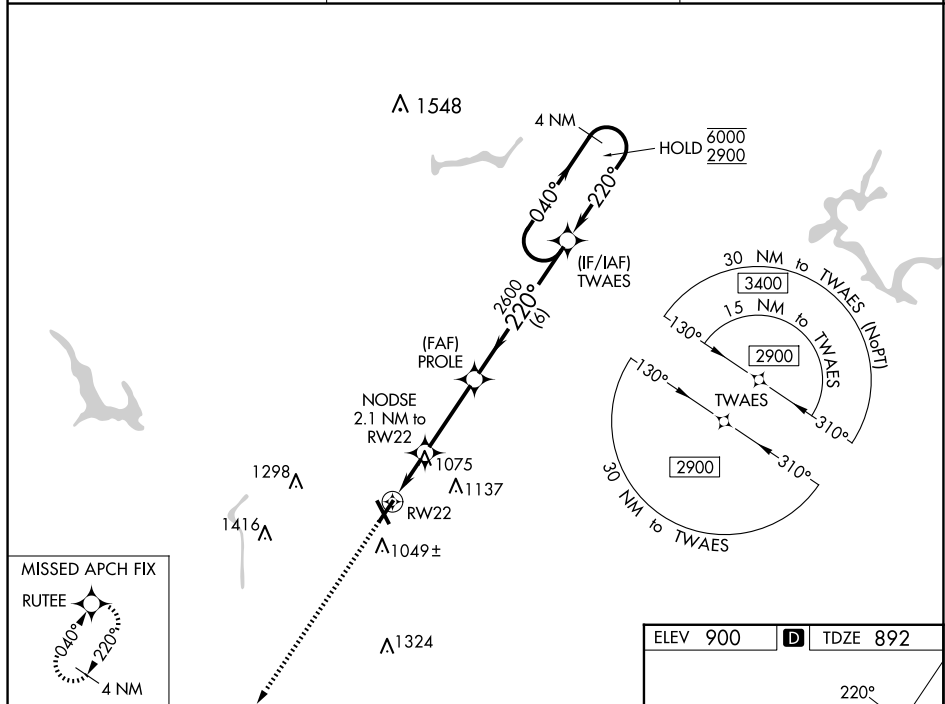 1548
4 NM
HOLD 6000
2900
040°
220°
(IF/IAF)
TWAES
2600
220°
(6)
(FAF)
PROLE
NODSE
2.1 NM to
RW22
1075
1137
1298
1416
RW22
1049±
1324
30 NM to TWAES (NoPT)
3400
15 NM to TWAES
2900
130°
310°
TWAES
130°
310°
2900
30 NM to TWAES
MISSED APCH FIX
RUTEE
040°
220°
4 NM
ELEV 900 D TDZE 892
220°